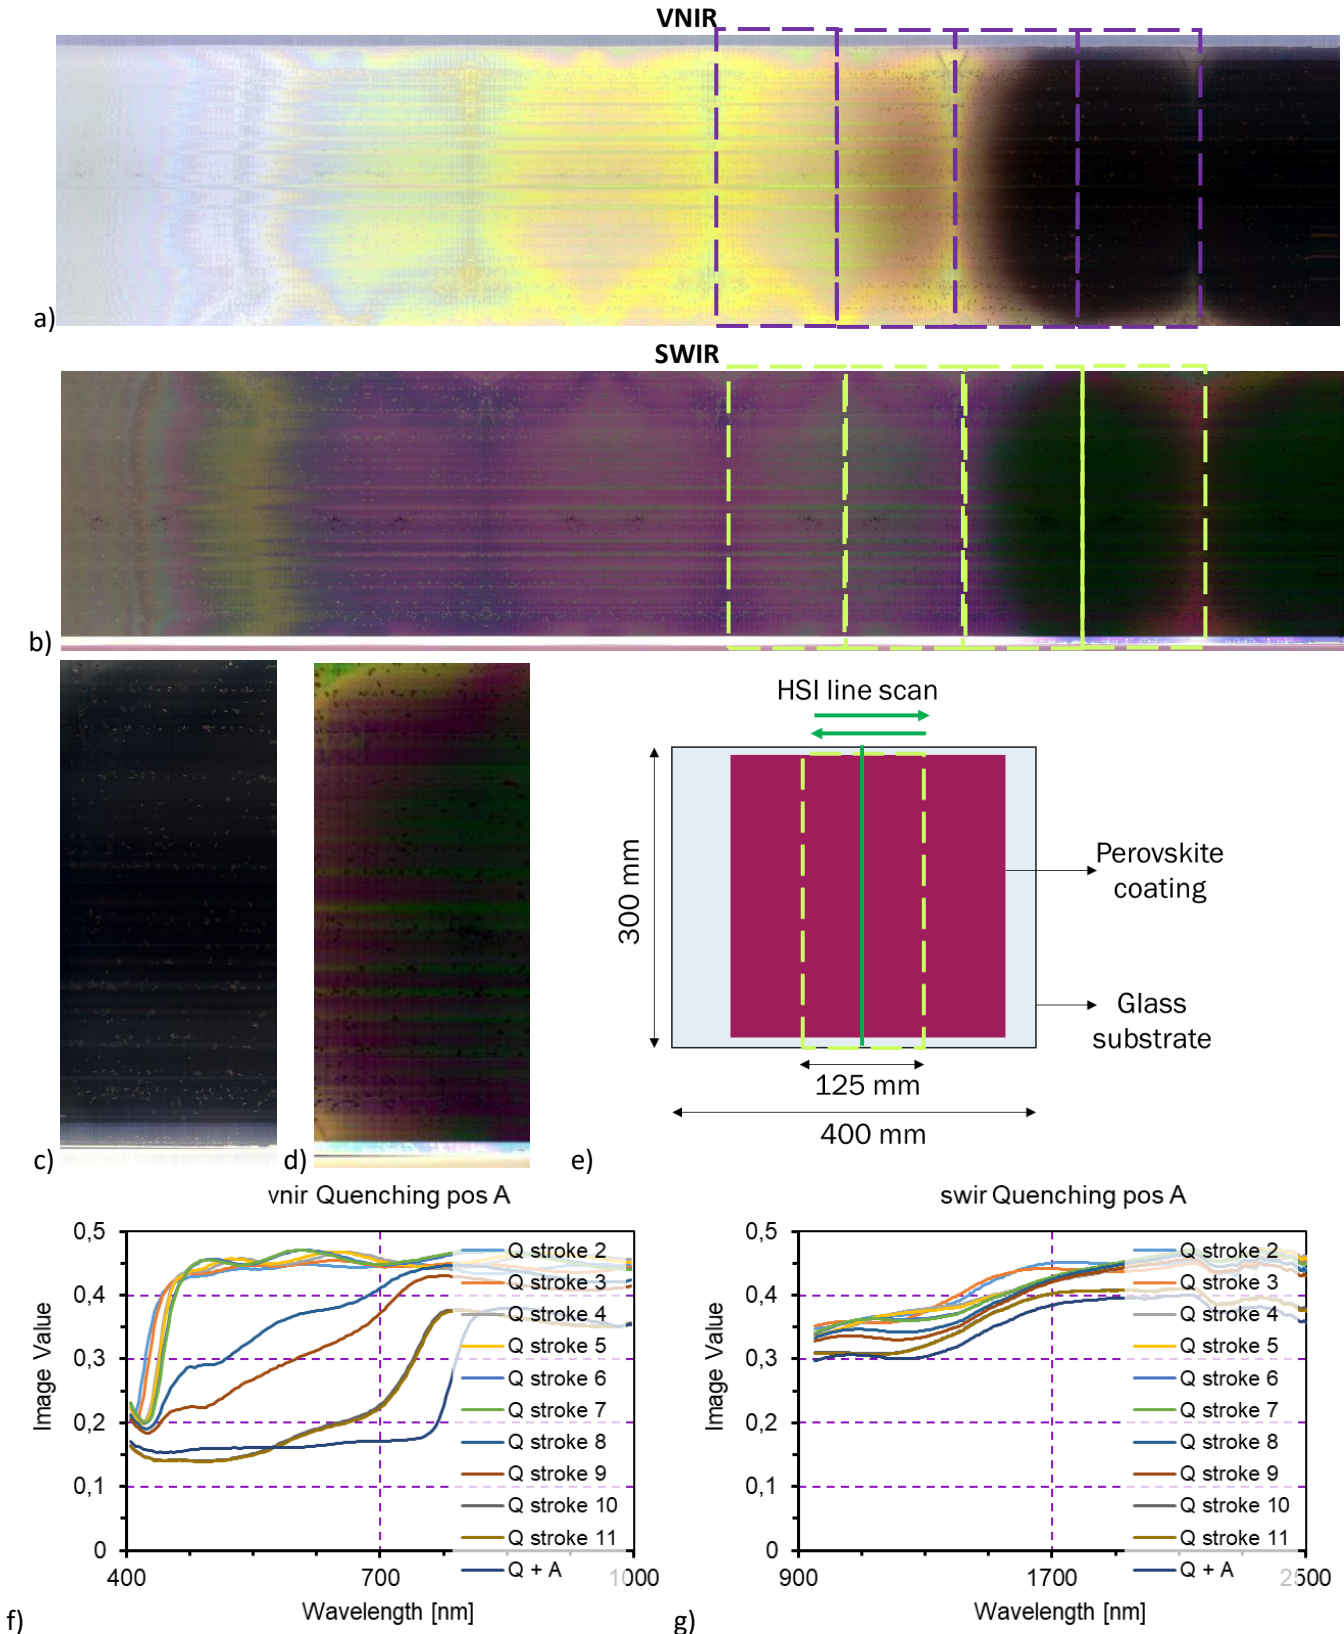 VNIR
a)
SWIR
b)
c)
d)
e)
HSI line scan
300 mm
Perovskite
coating
Glass
substrate
125 mm
400 mm
vnir Quenching pos A
0,5
0,4
0,3
0,2
0,1
0
Image Value
400
700
1000
Wavelength [nm]
Q stroke 2
Q stroke 3
Q stroke 4
Q stroke 5
Q stroke 6
Q stroke 7
Q stroke 8
Q stroke 9
Q stroke 10
Q stroke 11
Q + A
f)
swir Quenching pos A
0,5
0,4
0,3
0,2
0,1
0
Image Value
900
1700
2500
Wavelength [nm]
Q stroke 2
Q stroke 3
Q stroke 4
Q stroke 5
Q stroke 6
Q stroke 7
Q stroke 8
Q stroke 9
Q stroke 10
Q stroke 11
Q + A
g)